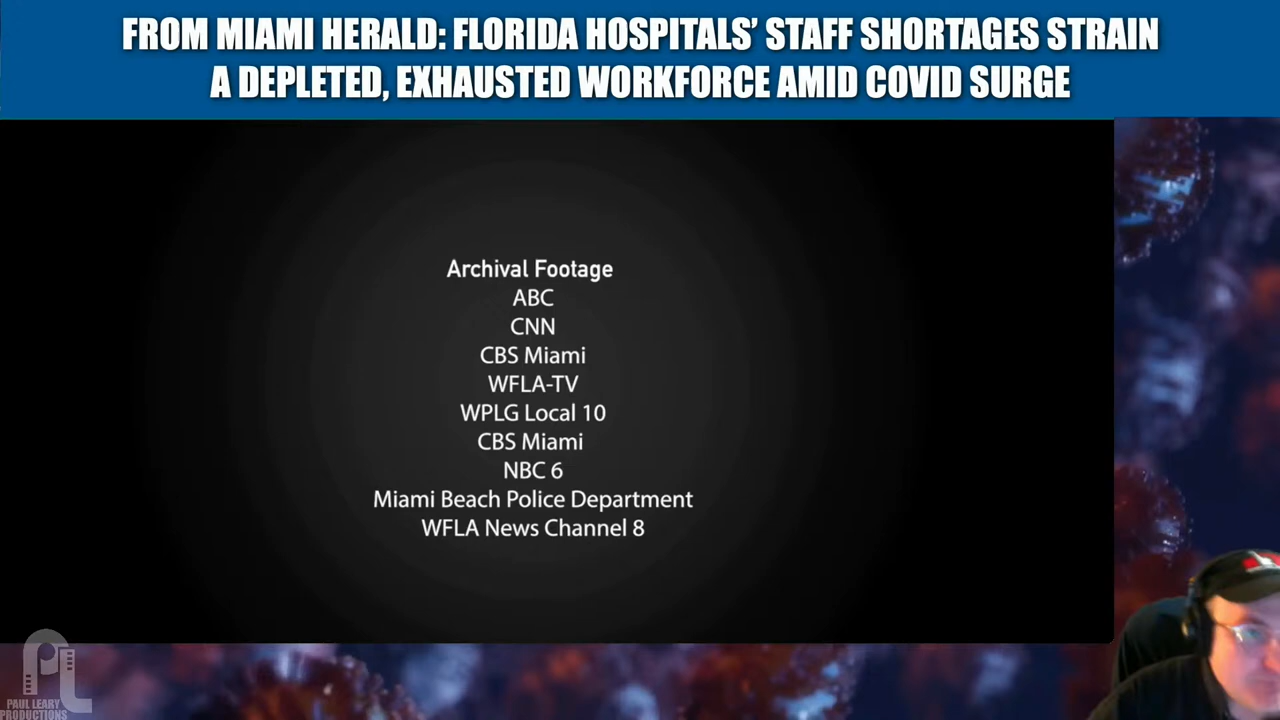 FROM MIAMI HERALD: FLORIDA HOSPITALS' STAFF SHORTAGES STRAIN
A DEPLETED, EXHAUSTED WORKFORCE AMID COVID SURGE
Archival Footage
ABC
CNN
CBS Miami
WFLA-TV
WPLG Local 10
CBS Miami
NBC 6
Miami Beach Police Department
WFLA News Channel 8
PL
PAUL LEARY
PRODUCTIONS